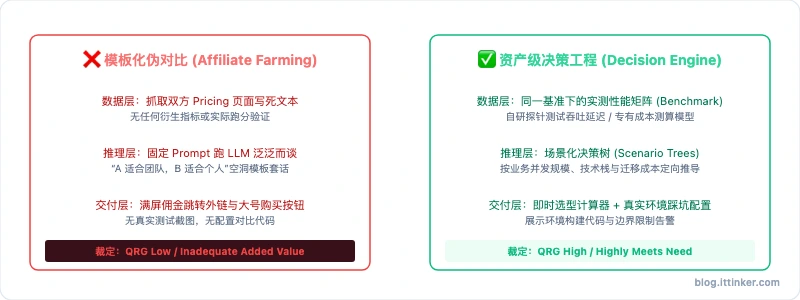 ❌ 模板化伪对比 (Affiliate Farming)
数据层：抓取双方 Pricing 页面写死文本
无任何衍生指标或实际跑分验证
推理层：固定 Prompt 跑 LLM 泛泛而谈
“A 适合团队，B 适合个人”空洞模板套话
交付层：满屏佣金跳转外链与大号购买按钮
无真实测试截图，无配置对比代码
裁定：QRG Low / Inadequate Added Value
✅ 资产级决策工程 (Decision Engine)
数据层：同一基准下的实测性能矩阵 (Benchmark)
自研探针测试吞吐延迟 / 专有成本测算模型
推理层：场景化决策树 (Scenario Trees)
按业务并发规模、技术栈与迁移成本定向推导
交付层：即时选型计算器 + 真实环境踩坑配置
展示环境构建代码与边界限制告警
裁定：QRG High / Highly Meets Need
blog.ittinker.com